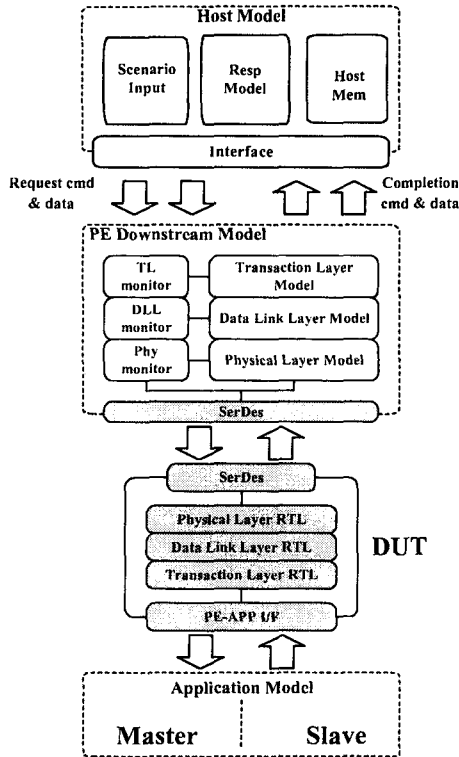 Host Model
Scenario
Input
Resp
Model
Host
Mem
Interface
Request cmd
& data
Completion
cmd & data
PE Downstream Model
TL
monitor
Transaction Layer
Model
DLL
monitor
Data Link Layer Model
Phy
monitor
Physical Layer Model
SerDes
SerDes
Physical Layer RTL
Data Link Layer RTL
Transaction Layer RTL
DUT
PE-APP I/F
Application Model
Master
Slave